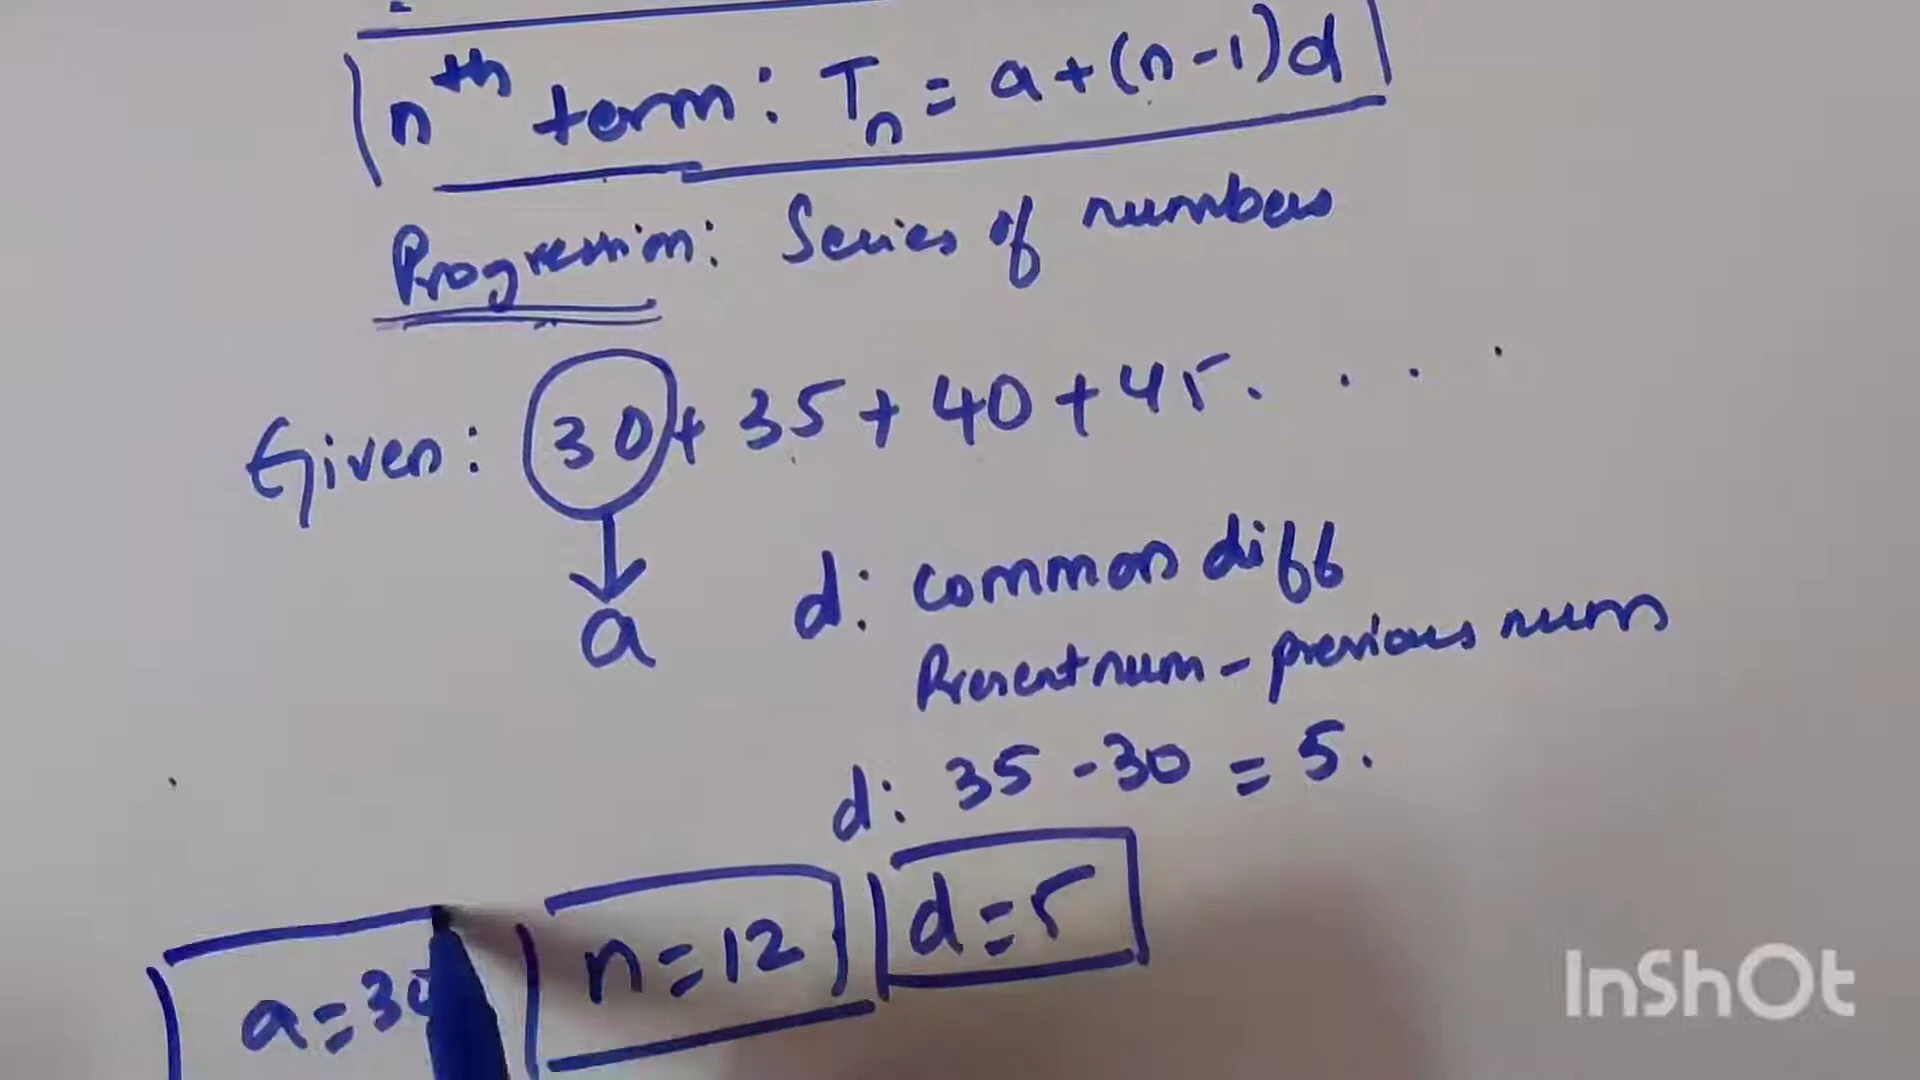 nth term: Tn = a+(n-1)d
Progression: Series of numbers
Given: 30 + 35 + 40 + 45. . . .
a
d: common diff
Present num - previous num
d: 35 - 30 = 5.
a=30 n=12 d=5
InShOt